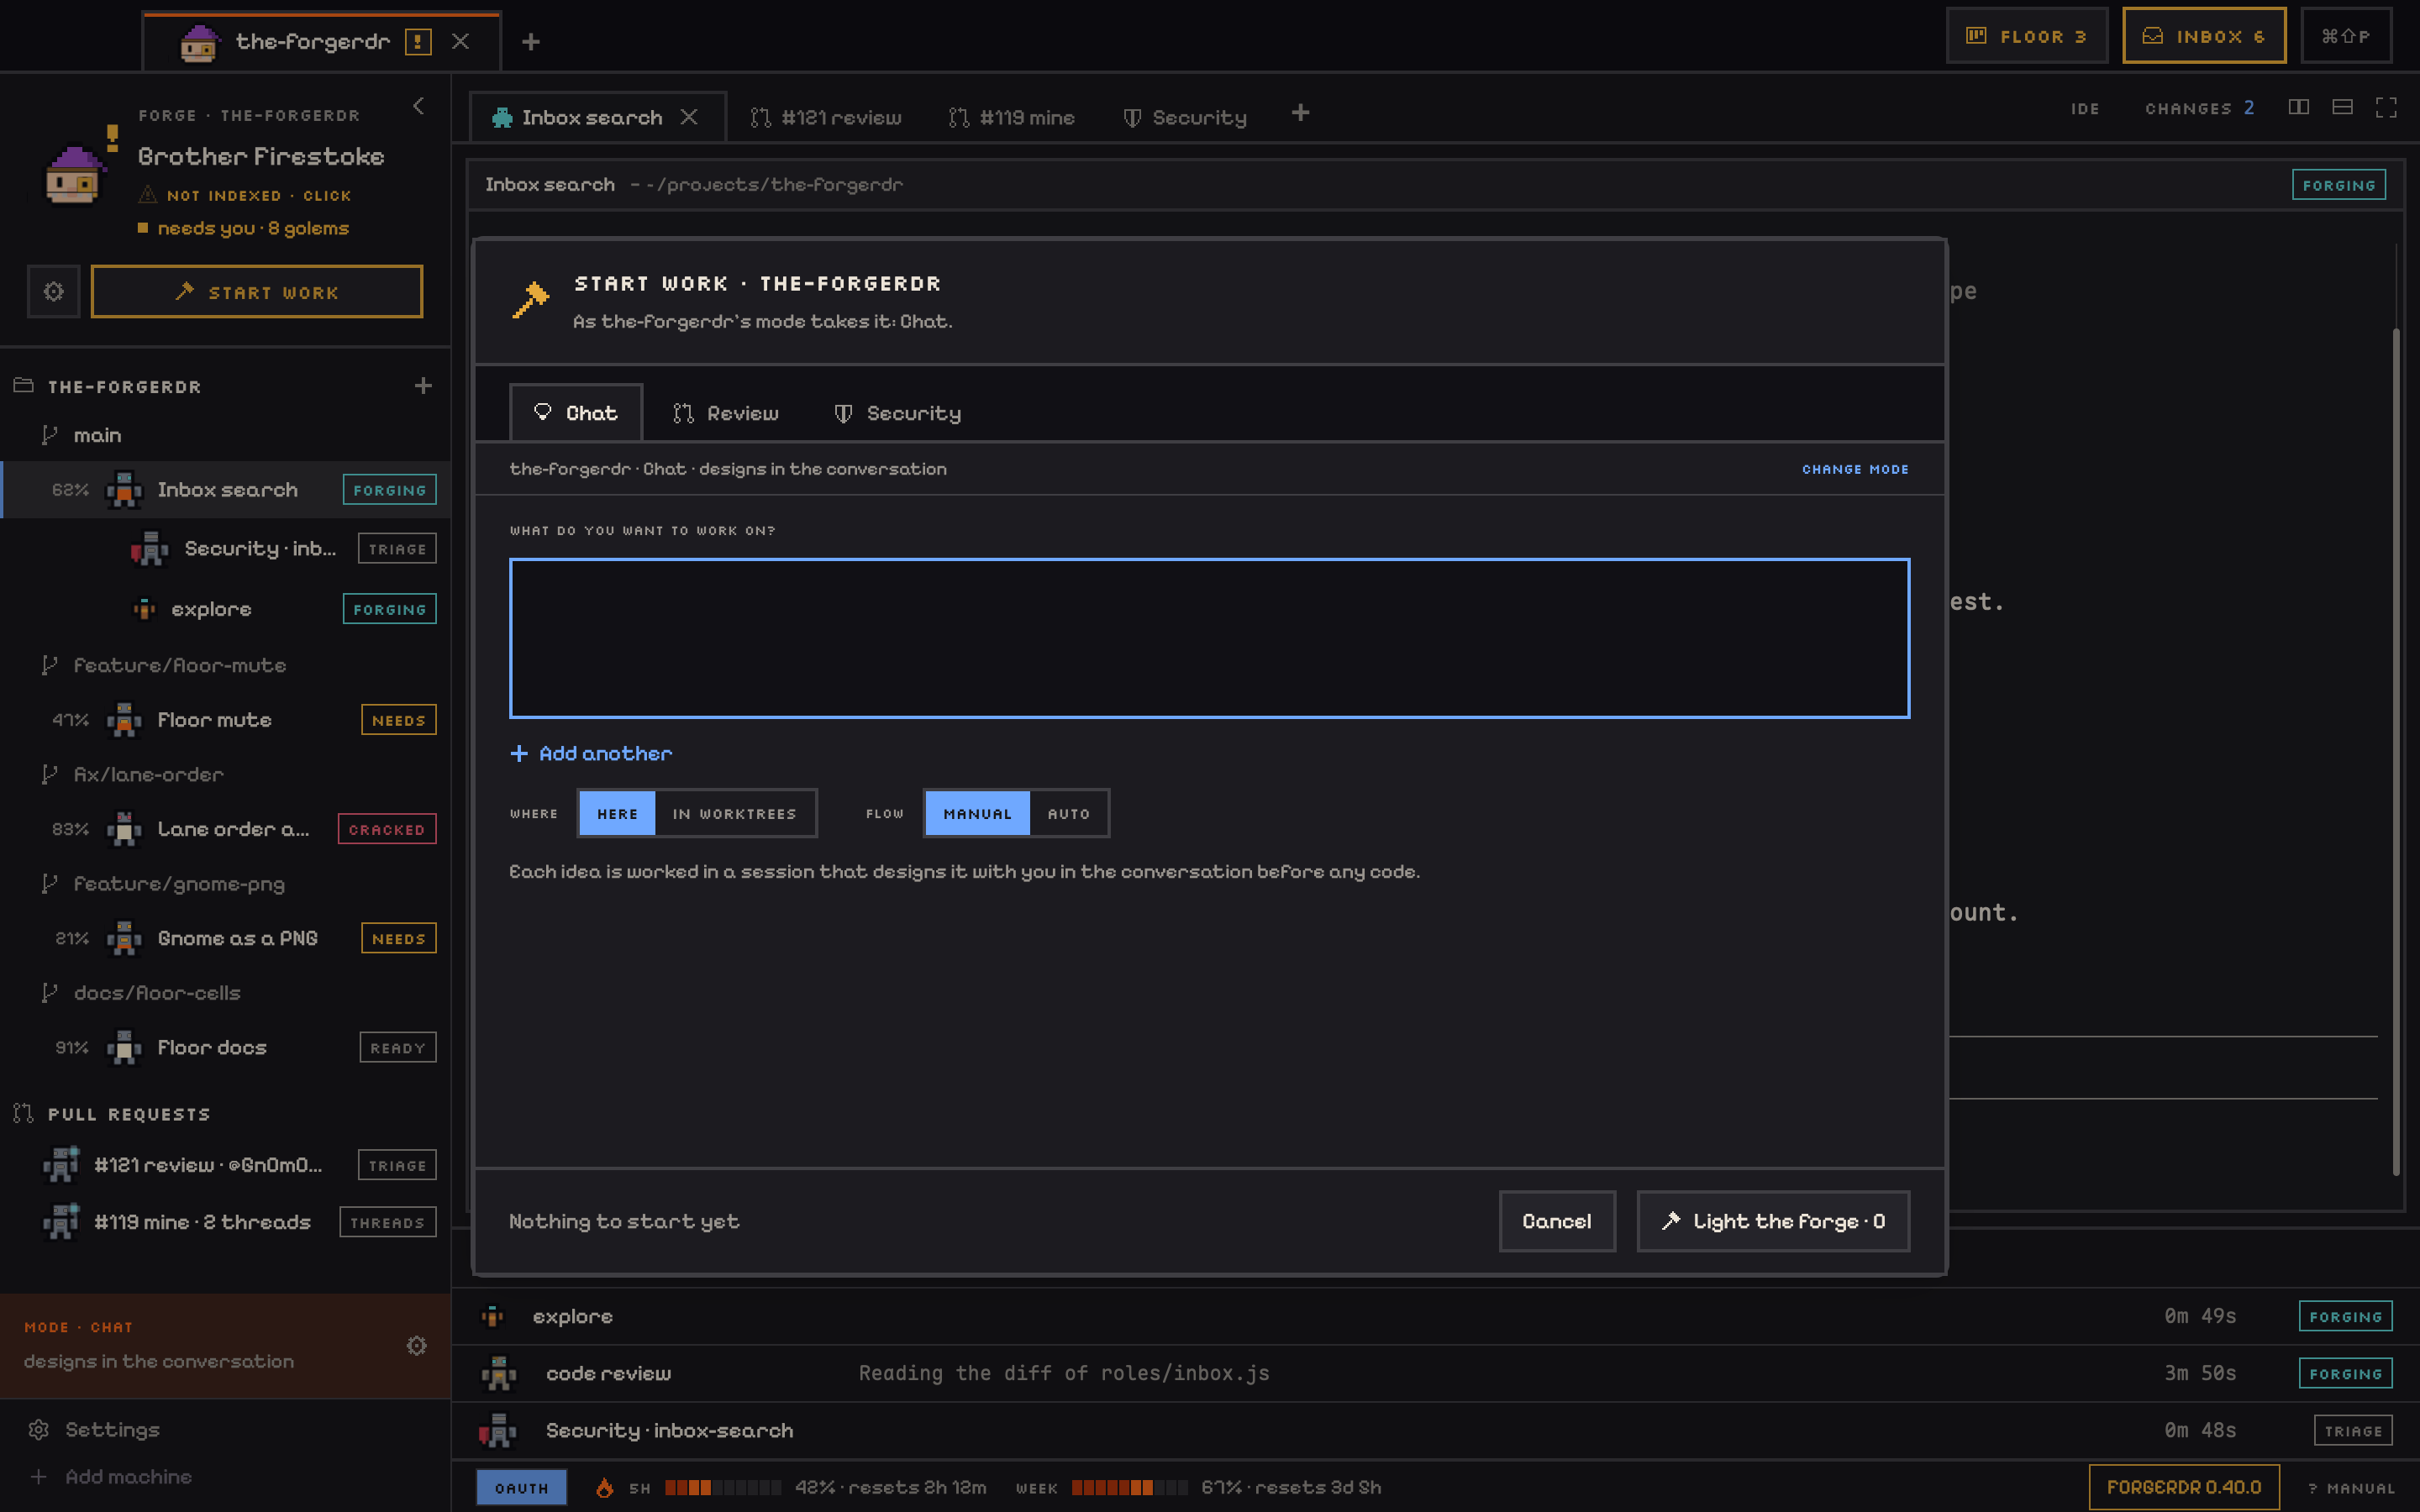 the-forgerdr
FLOOR 3
INBOX 6
⌘⇧P
FORGE · THE-FORGERDR
Brother Firestoke
NOT INDEXED · CLICK
needs you · 8 golems
START WORK
THE-FORGERDR
main
62% Inbox search FORGING
Security · inb... TRIAGE
explore FORGING
feature/floor-mute
47% Floor mute NEEDS
fix/lane-order
83% Lane order a... CRACKED
feature/gnome-png
21% Gnome as a PNG NEEDS
docs/floor-cells
91% Floor docs READY
PULL REQUESTS
#121 review · @Gn0m0... TRIAGE
#119 mine · 2 threads THREADS
MODE · CHAT
designs in the conversation
Settings
Add machine
Inbox search
#121 review
#119 mine
Security
IDE
CHANGES 2
Inbox search - ~/projects/the-forgerdr
FORGING
pe
est.
ount.
START WORK · THE-FORGERDR
As the-forgerdr's mode takes it: Chat.
Chat
Review
Security
the-forgerdr · Chat · designs in the conversation
CHANGE MODE
WHAT DO YOU WANT TO WORK ON?
+ Add another
WHERE HERE IN WORKTREES FLOW MANUAL AUTO
Each idea is worked in a session that designs it with you in the conversation before any code.
Nothing to start yet
Cancel
Light the forge · 0
explore 0m 49s FORGING
code review Reading the diff of roles/inbox.js 3m 50s FORGING
Security · inbox-search 0m 48s TRIAGE
OAUTH 5H 42% · resets 2h 12m WEEK 67% · resets 3d 9h
FORGERDR 0.40.0
? MANUAL